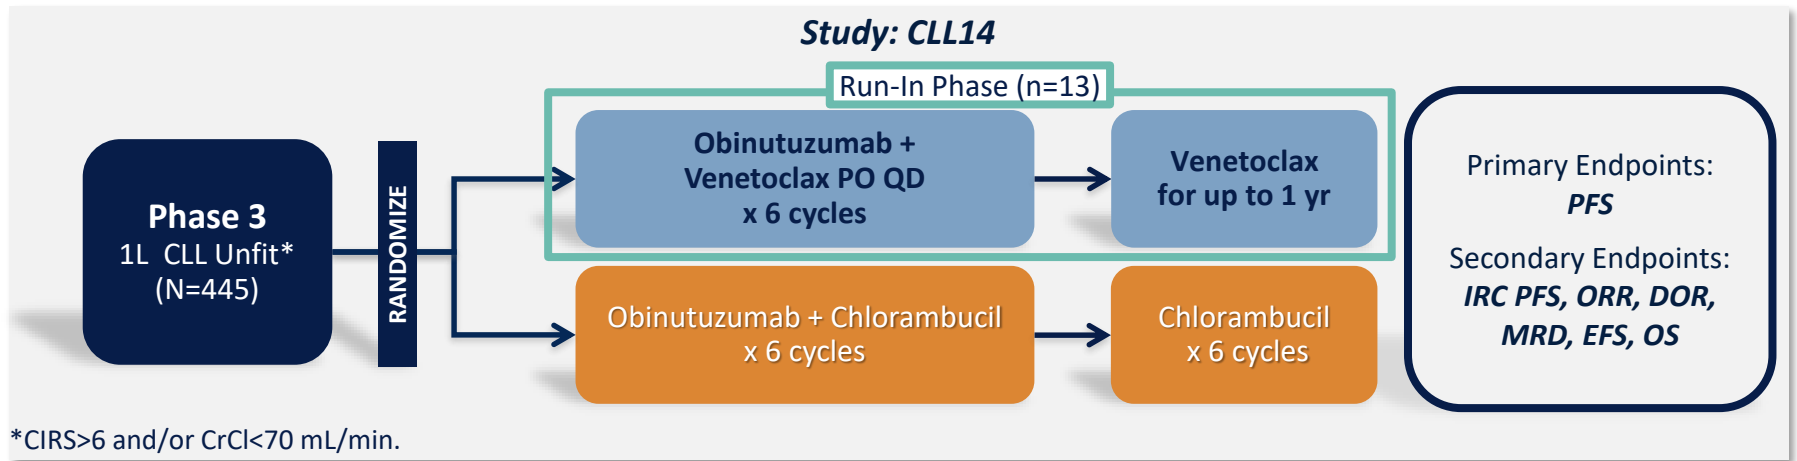 Study: CLL14
Run-In Phase (n=13)
Phase 3
1L CLL Unfit*
(N=445)
RANDOMIZE
Obinutuzumab +
Venetoclax PO QD
x 6 cycles
Venetoclax
for up to 1 yr
Obinutuzumab + Chlorambucil
x 6 cycles
Chlorambucil
x 6 cycles
Primary Endpoints:
PFS
Secondary Endpoints:
IRC PFS, ORR, DOR,
MRD, EFS, OS
*CIRS>6 and/or CrCl<70 mL/min.